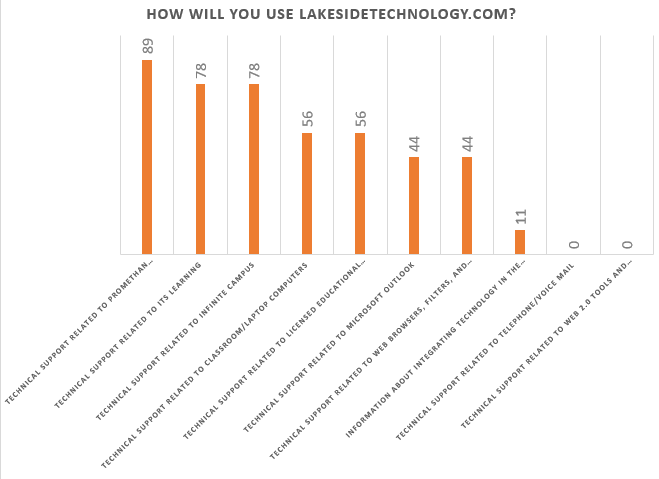 HOW WILL YOU USE LAKESIDETECHNOLOGY.COM?
89
78
78
56
56
44
44
11
0
0
TECHNICAL SUPPORT RELATED TO PROMETHAN…
TECHNICAL SUPPORT RELATED TO ITS LEARNING
TECHNICAL SUPPORT RELATED TO INFINITE CAMPUS
TECHNICAL SUPPORT RELATED TO CLASSROOM/LAPTOP COMPUTERS
TECHNICAL SUPPORT RELATED TO LICENSED EDUCATIONAL…
TECHNICAL SUPPORT RELATED TO MICROSOFT OUTLOOK
TECHNICAL SUPPORT RELATED TO WEB BROWSERS, FILTERS, AND…
INFORMATION ABOUT INTEGRATING TECHNOLOGY IN THE…
TECHNICAL SUPPORT RELATED TO TELEPHONE/VOICE MAIL
TECHNICAL SUPPORT RELATED TO WEB 2.0 TOOLS AND…